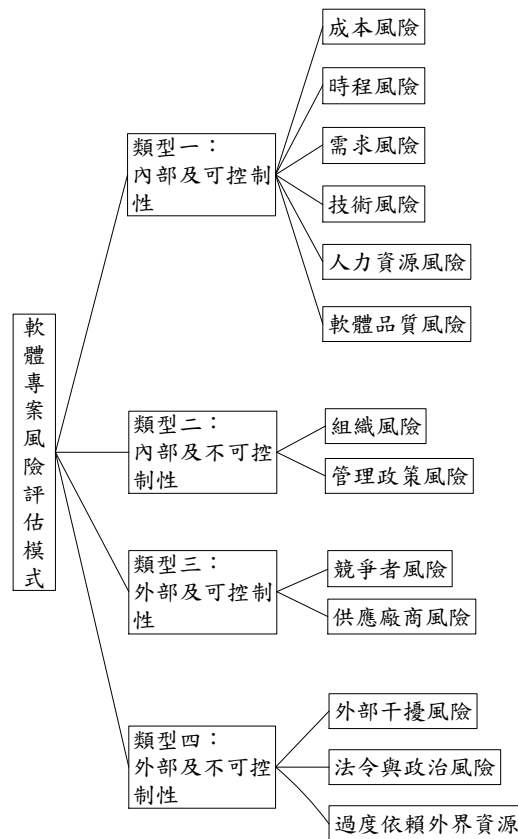 軟體專案風險評估模式
類型一：
內部及可控制
性
成本風險
時程風險
需求風險
技術風險
人力資源風險
軟體品質風險
類型二：
內部及不可控
制性
組織風險
管理政策風險
類型三：
外部及可控制
性
競爭者風險
供應廠商風險
類型四：
外部及不可控
制性
外部干擾風險
法令與政治風險
過度依賴外界資源